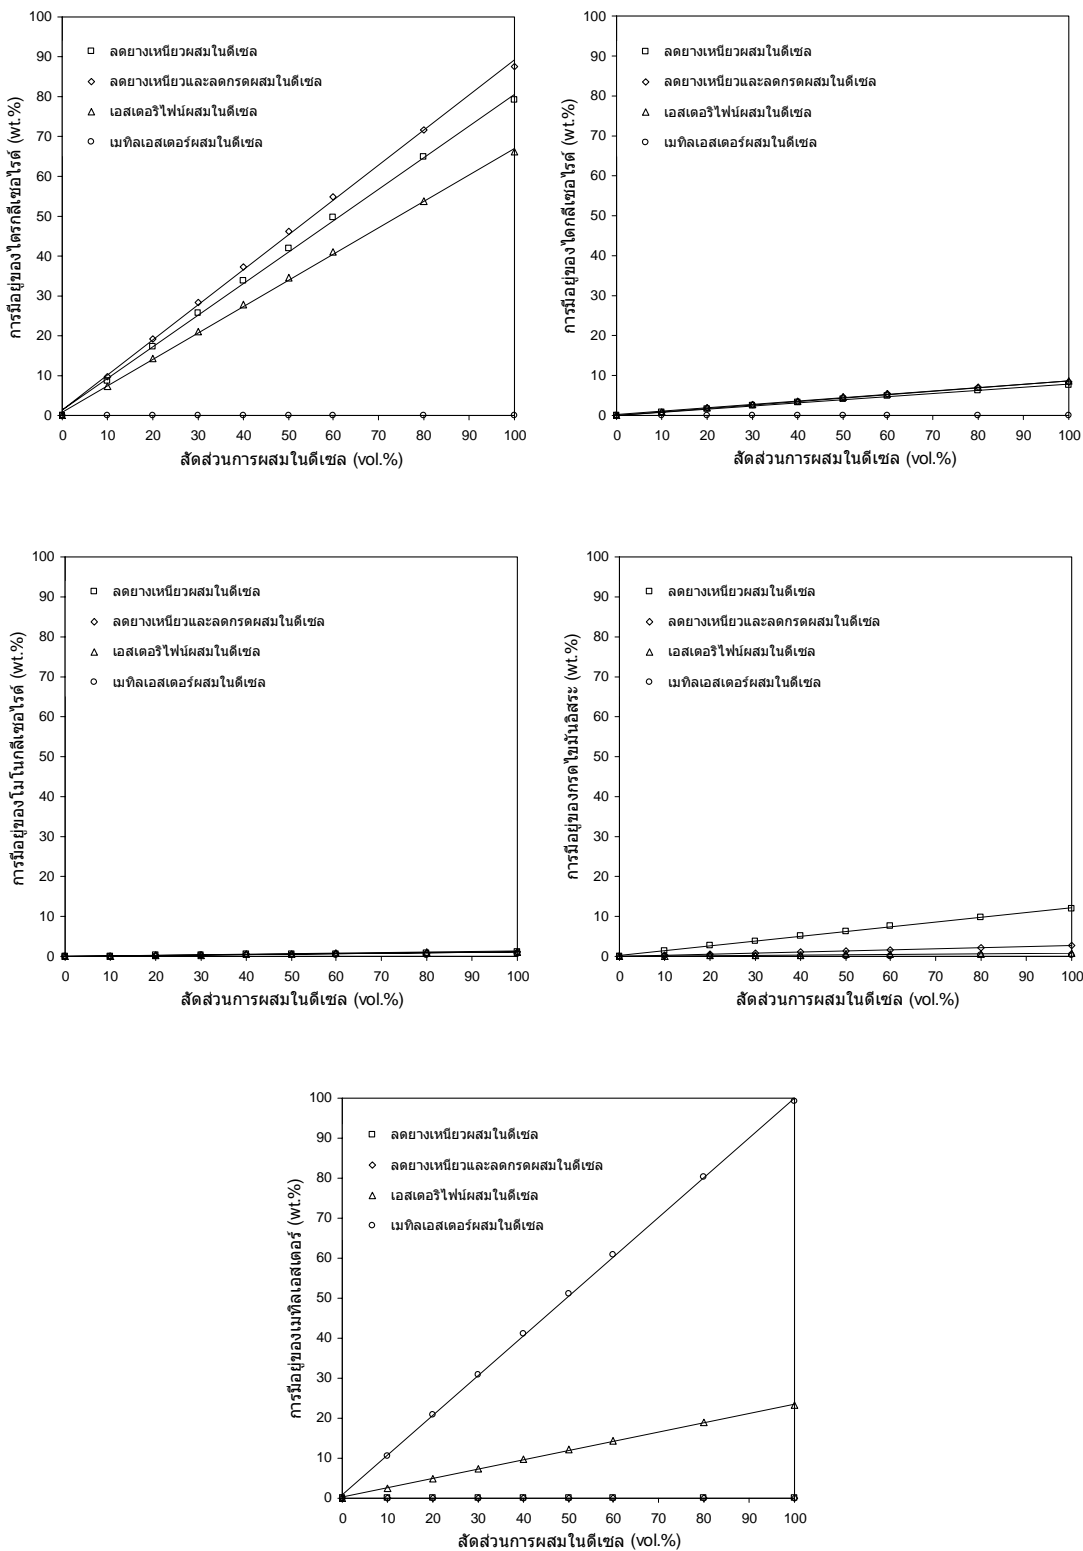 การมีอยู่ของไตรกลีเซอไรด์ (wt.%)
100
90
80
70
60
50
40
30
20
10
0
ลดยางเหนียวผสมในดีเซล
ลดยางเหนียวและลดกรดผสมในดีเซล
เอสเตอริไฟน์ผสมในดีเซล
เมทิลเอสเตอร์ผสมในดีเซล
0 10 20 30 40 50 60 70 80 90 100
สัดส่วนการผสมในดีเซล (vol.%)
การมีอยู่ของไดกลีเซอไรด์ (wt.%)
100
90
80
70
60
50
40
30
20
10
0
ลดยางเหนียวผสมในดีเซล
ลดยางเหนียวและลดกรดผสมในดีเซล
เอสเตอริไฟน์ผสมในดีเซล
เมทิลเอสเตอร์ผสมในดีเซล
0 10 20 30 40 50 60 70 80 90 100
สัดส่วนการผสมในดีเซล (vol.%)
การมีอยู่ของโมโนกลีเซอไรด์ (wt.%)
100
90
80
70
60
50
40
30
20
10
0
ลดยางเหนียวผสมในดีเซล
ลดยางเหนียวและลดกรดผสมในดีเซล
เอสเตอริไฟน์ผสมในดีเซล
เมทิลเอสเตอร์ผสมในดีเซล
0 10 20 30 40 50 60 70 80 90 100
สัดส่วนการผสมในดีเซล (vol.%)
การมีอยู่ของกรดไขมันอิสระ (wt.%)
100
90
80
70
60
50
40
30
20
10
0
ลดยางเหนียวผสมในดีเซล
ลดยางเหนียวและลดกรดผสมในดีเซล
เอสเตอริไฟน์ผสมในดีเซล
เมทิลเอสเตอร์ผสมในดีเซล
0 10 20 30 40 50 60 70 80 90 100
สัดส่วนการผสมในดีเซล (vol.%)
การมีอยู่ของเมทิลเอสเตอร์ (wt.%)
100
90
80
70
60
50
40
30
20
10
0
ลดยางเหนียวผสมในดีเซล
ลดยางเหนียวและลดกรดผสมในดีเซล
เอสเตอริไฟน์ผสมในดีเซล
เมทิลเอสเตอร์ผสมในดีเซล
0 10 20 30 40 50 60 70 80 90 100
สัดส่วนการผสมในดีเซล (vol.%)